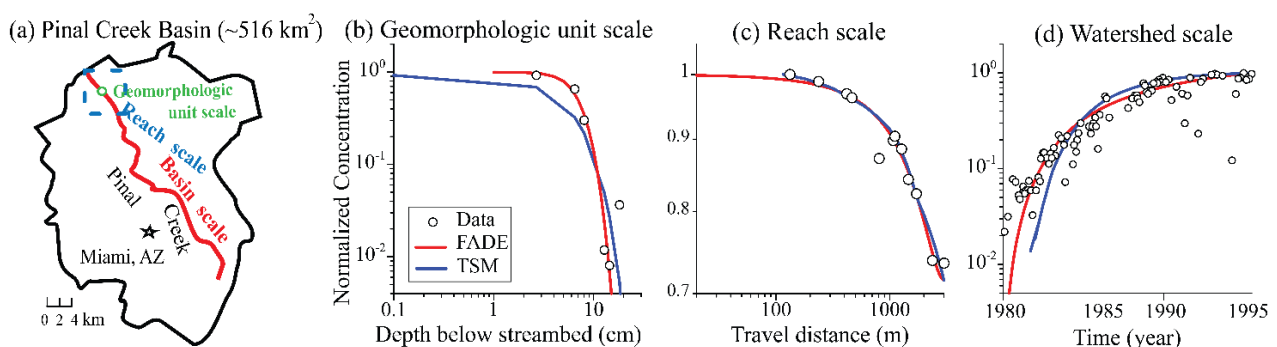 (a) Pinal Creek Basin (~516 km²)
Geomorphologic
unit scale
Reach scale
Basin scale
Pinal
Creek
Miami, AZ
0 2 4 km
(b) Geomorphologic unit scale
Normalized Concentration
10⁰
10⁻¹
10⁻²
Data
FADE
TSM
0.1
1
10
Depth below streambed (cm)
(c) Reach scale
1
0.9
0.8
0.7
100
1000
Travel distance (m)
(d) Watershed scale
10⁰
10⁻¹
10⁻²
1980
1985
1990
1995
Time (year)